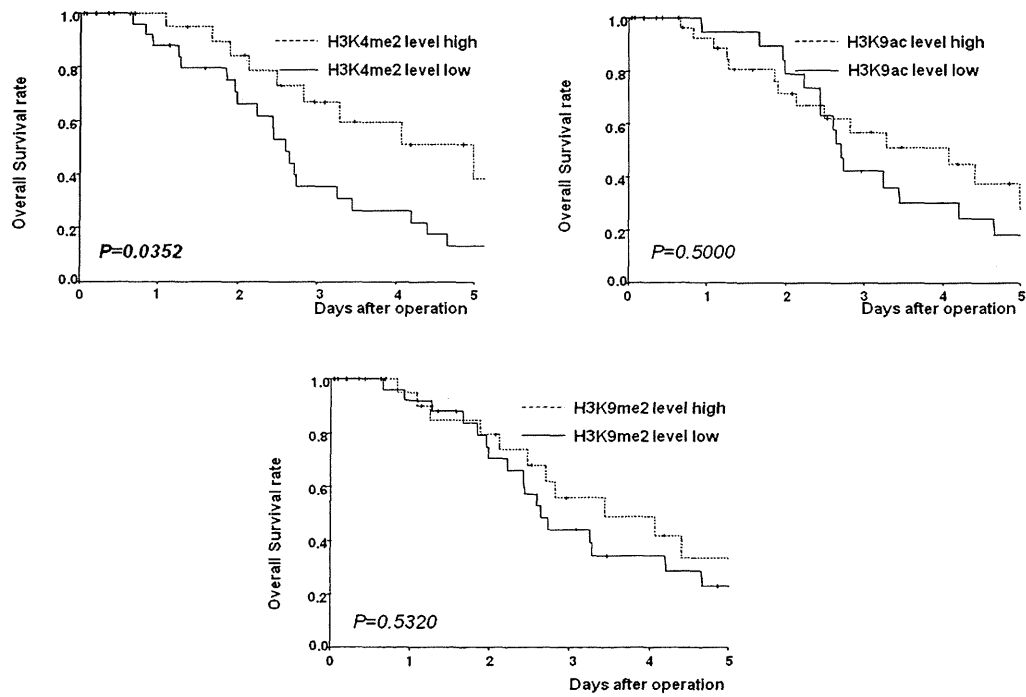 1.0
0.8
0.6
0.4
0.2
0.0
Overall Survival rate
H3K4me2 level high
H3K4me2 level low
P=0.0352
0 1 2 3 4 5
Days after operation
1.0
0.8
0.6
0.4
0.2
0.0
Overall Survival rate
H3K9ac level high
H3K9ac level low
P=0.5000
0 1 2 3 4 5
Days after operation
1.0
0.8
0.6
0.4
0.2
0.0
Overall Survival rate
H3K9me2 level high
H3K9me2 level low
P=0.5320
0 1 2 3 4 5
Days after operation